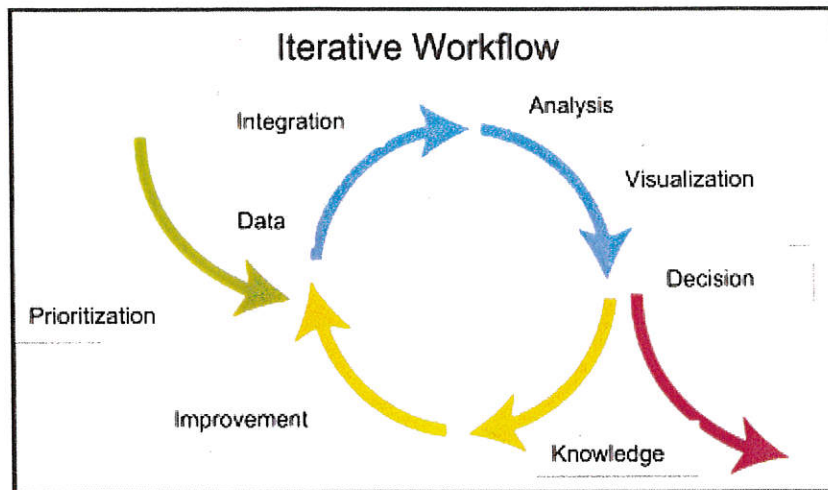 Iterative Workflow
Analysis
Integration
Visualization
Data
Decision
Prioritization
Improvement
Knowledge